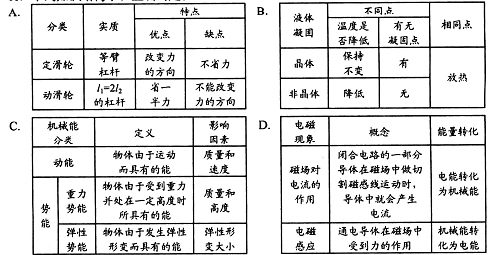 A.
分类
实质
特点
优点
缺点
定滑轮
等臂
杠杆
改变力
的方向
不省力
动滑轮
l₁=2l₂
的杠杆
省一
半力
不能改变
力的方向
B.
液体
凝固
不同点
相同点
温度是
否降低
有无
凝固点
晶体
保持
不变
有
放热
非晶体
降低
无
C.
机械能
分类
定义
影响
因素
动能
物体由于运动
而具有的能
质量和
速度
势
能
重力
势能
物体由于受到重力
并处在一定高度时
所具有的能
质量和
高度
弹性
势能
物体由于发生弹性
形变而具有的能
弹性形
变大小
D.
电磁
现象
概念
能量转化
磁场对
电流的
作用
闭合电路的一部分
导体在磁场中做切
割磁感线运动时,
导体中就会产生
电流
电能转化
为机械能
电磁
感应
通电导体在磁场中
受到力的作用
机械能转
化为电能